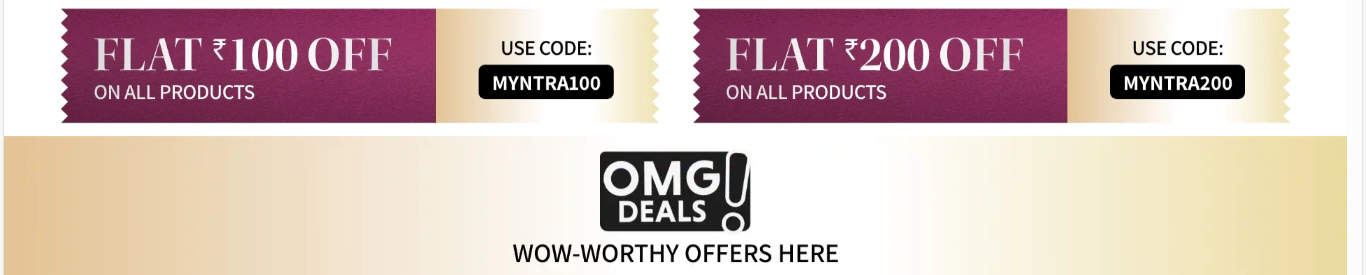 FLAT ₹100 OFF
ON ALL PRODUCTS
USE CODE:
MYNTRA100
FLAT ₹200 OFF
ON ALL PRODUCTS
USE CODE:
MYNTRA200
OMG!
DEALS
WOW-WORTHY OFFERS HERE